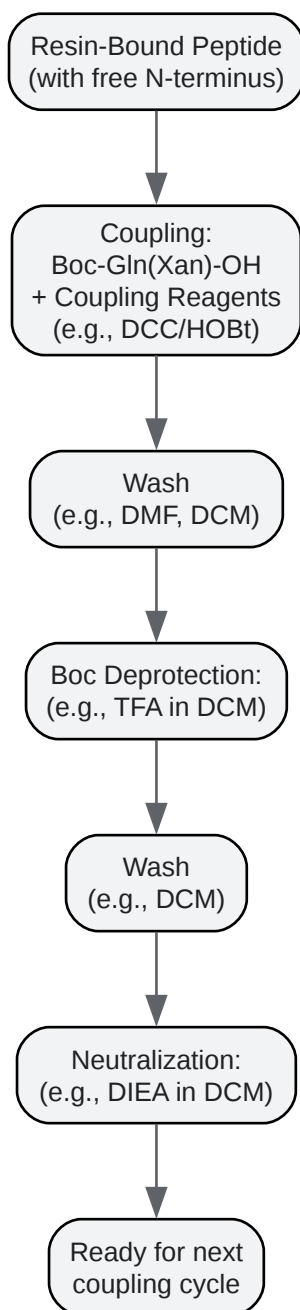 Resin-Bound Peptide
(with free N-terminus)
Coupling:
Boc-Gln(Xan)-OH
+ Coupling Reagents
(e.g., DCC/HOBt)
Wash
(e.g., DMF, DCM)
Boc Deprotection:
(e.g., TFA in DCM)
Wash
(e.g., DCM)
Neutralization:
(e.g., DIEA in DCM)
Ready for next
coupling cycle